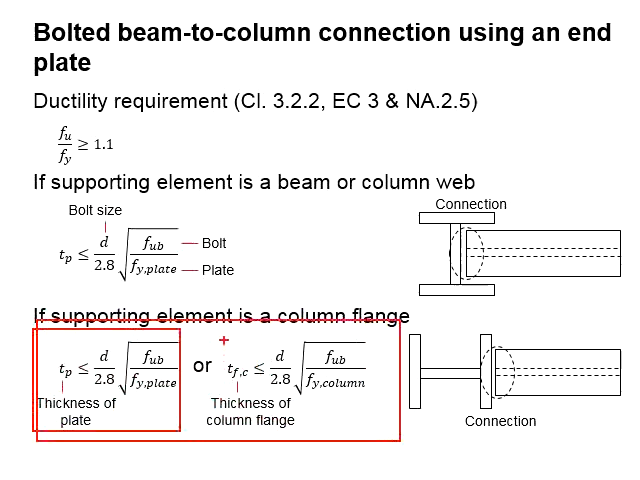 Bolted beam-to-column connection using an end
plate
Ductility requirement (Cl. 3.2.2, EC 3 & NA.2.5)
f_u / f_y ≥ 1.1
If supporting element is a beam or column web
Connection
Bolt size
t_p ≤ d / 2.8 √(f_ub / f_y,plate)
Bolt
Plate
If supporting element is a column flange
t_p ≤ d / 2.8 √(f_ub / f_y,plate) or t_f,c ≤ d / 2.8 √(f_ub / f_y,column)
Thickness of
plate
Thickness of
column flange
Connection